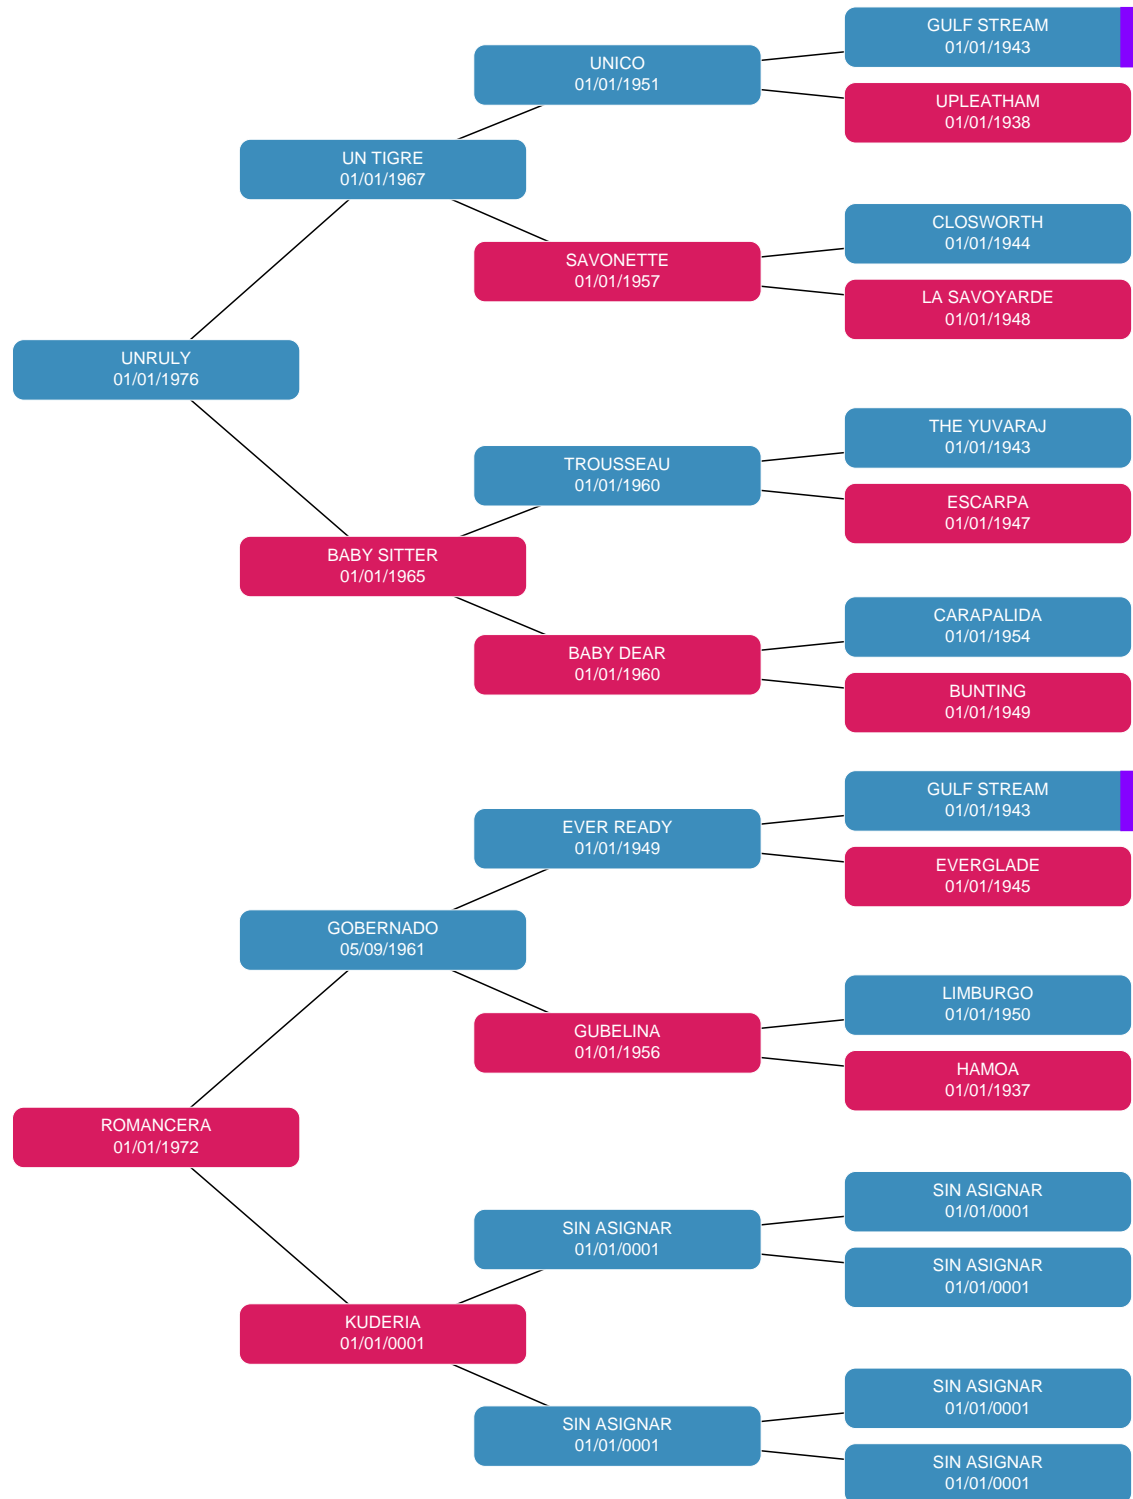 GULF STREAM
01/01/1943
UNICO
01/01/1951
UPLEATHAM
01/01/1938
UN TIGRE
01/01/1967
CLOSWORTH
01/01/1944
SAVONETTE
01/01/1957
LA SAVOYARDE
01/01/1948
UNRULY
01/01/1976
THE YUVARAJ
01/01/1943
TROUSSEAU
01/01/1960
ESCARPA
01/01/1947
BABY SITTER
01/01/1965
CARAPALIDA
01/01/1954
BABY DEAR
01/01/1960
BUNTING
01/01/1949
GULF STREAM
01/01/1943
EVER READY
01/01/1949
EVERGLADE
01/01/1945
GOBERNADO
05/09/1961
LIMBURGO
01/01/1950
GUBELINA
01/01/1956
HAMOA
01/01/1937
ROMANCERA
01/01/1972
SIN ASIGNAR
01/01/0001
SIN ASIGNAR
01/01/0001
SIN ASIGNAR
01/01/0001
KUDERIA
01/01/0001
SIN ASIGNAR
01/01/0001
SIN ASIGNAR
01/01/0001
SIN ASIGNAR
01/01/0001